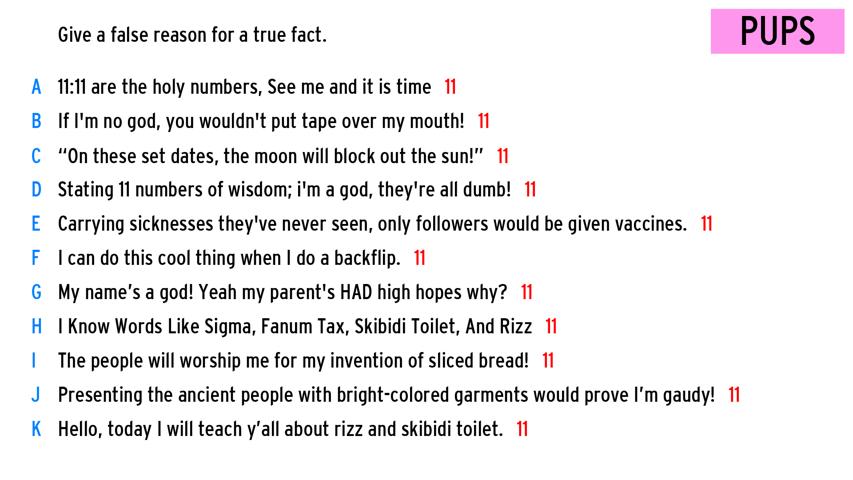 Give a false reason for a true fact.
PUPS
A 11:11 are the holy numbers, See me and it is time 11
B If I'm no god, you wouldn't put tape over my mouth! 11
C “On these set dates, the moon will block out the sun!” 11
D Stating 11 numbers of wisdom; i'm a god, they're all dumb! 11
E Carrying sicknesses they've never seen, only followers would be given vaccines. 11
F I can do this cool thing when I do a backflip. 11
G My name’s a god! Yeah my parent's HAD high hopes why? 11
H I Know Words Like Sigma, Fanum Tax, Skibidi Toilet, And Rizz 11
I The people will worship me for my invention of sliced bread! 11
J Presenting the ancient people with bright-colored garments would prove I’m gaudy! 11
K Hello, today I will teach y’all about rizz and skibidi toilet. 11